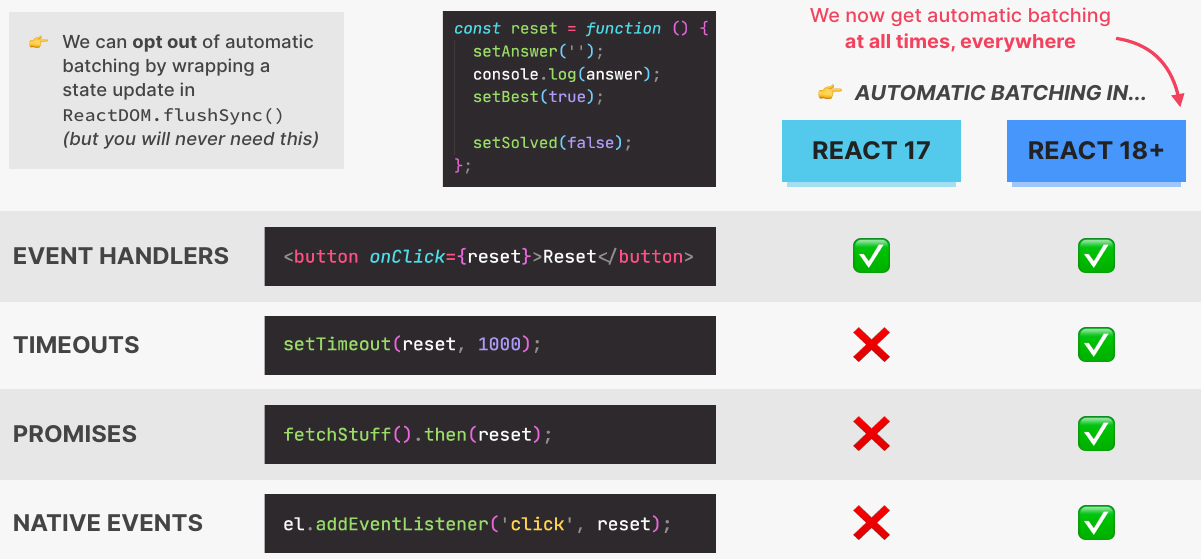 👉 We can opt out of automatic
batching by wrapping a
state update in
ReactDOM.flushSync()
(but you will never need this)
const reset = function () {
setAnswer('');
console.log(answer);
setBest(true);
setSolved(false);
};
We now get automatic batching
at all times, everywhere
👉 AUTOMATIC BATCHING IN...
REACT 17
REACT 18+
EVENT HANDLERS
<button onClick={reset}>Reset</button>
✅ ✅
TIMEOUTS
setTimeout(reset, 1000);
❌ ✅
PROMISES
fetchStuff().then(reset);
❌ ✅
NATIVE EVENTS
el.addEventListener('click', reset);
❌ ✅